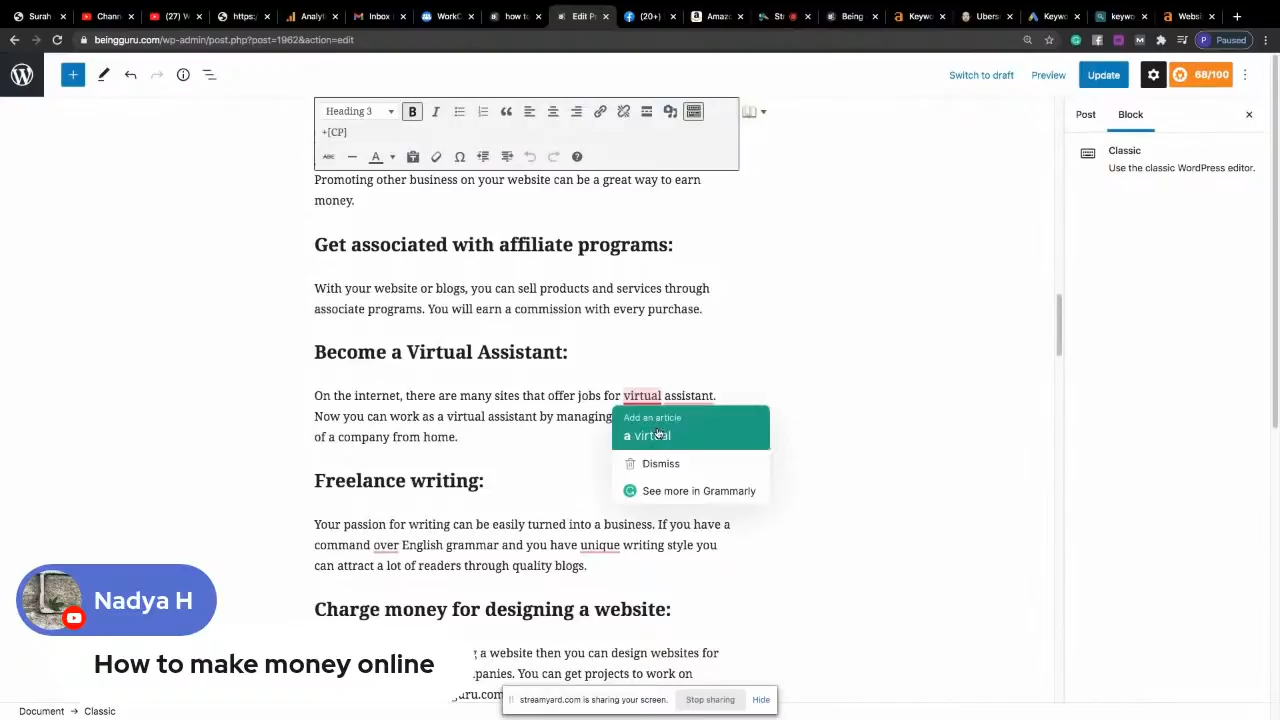 Surah
Chann
(27) W
https:
Analyt
Inbox
WorkC
how to
Edit P
(20+)
Amazo
Str
Being
Keywo
Ubers
Keywo
keywo
Websi
beingguru.com/wp-admin/post.php?post=1962&action=edit
P Paused
Switch to draft
Preview
Update
68/100
Heading 3
B I
+[CP]
ABC A
Post
Block
Classic
Use the classic WordPress editor.
Promoting other business on your website can be a great way to earn
money.
Get associated with affiliate programs:
With your website or blogs, you can sell products and services through
associate programs. You will earn a commission with every purchase.
Become a Virtual Assistant:
On the internet, there are many sites that offer jobs for virtual assistant.
Now you can work as a virtual assistant by managing
of a company from home.
Add an article
a virtual
Dismiss
See more in Grammarly
Freelance writing:
Your passion for writing can be easily turned into a business. If you have a
command over English grammar and you have unique writing style you
can attract a lot of readers through quality blogs.
Charge money for designing a website:
a website then you can design websites for
panies. You can get projects to work on
guru.com
Nadya H
How to make money online
streamyard.com is sharing your screen.
Stop sharing
Hide
Document → Classic